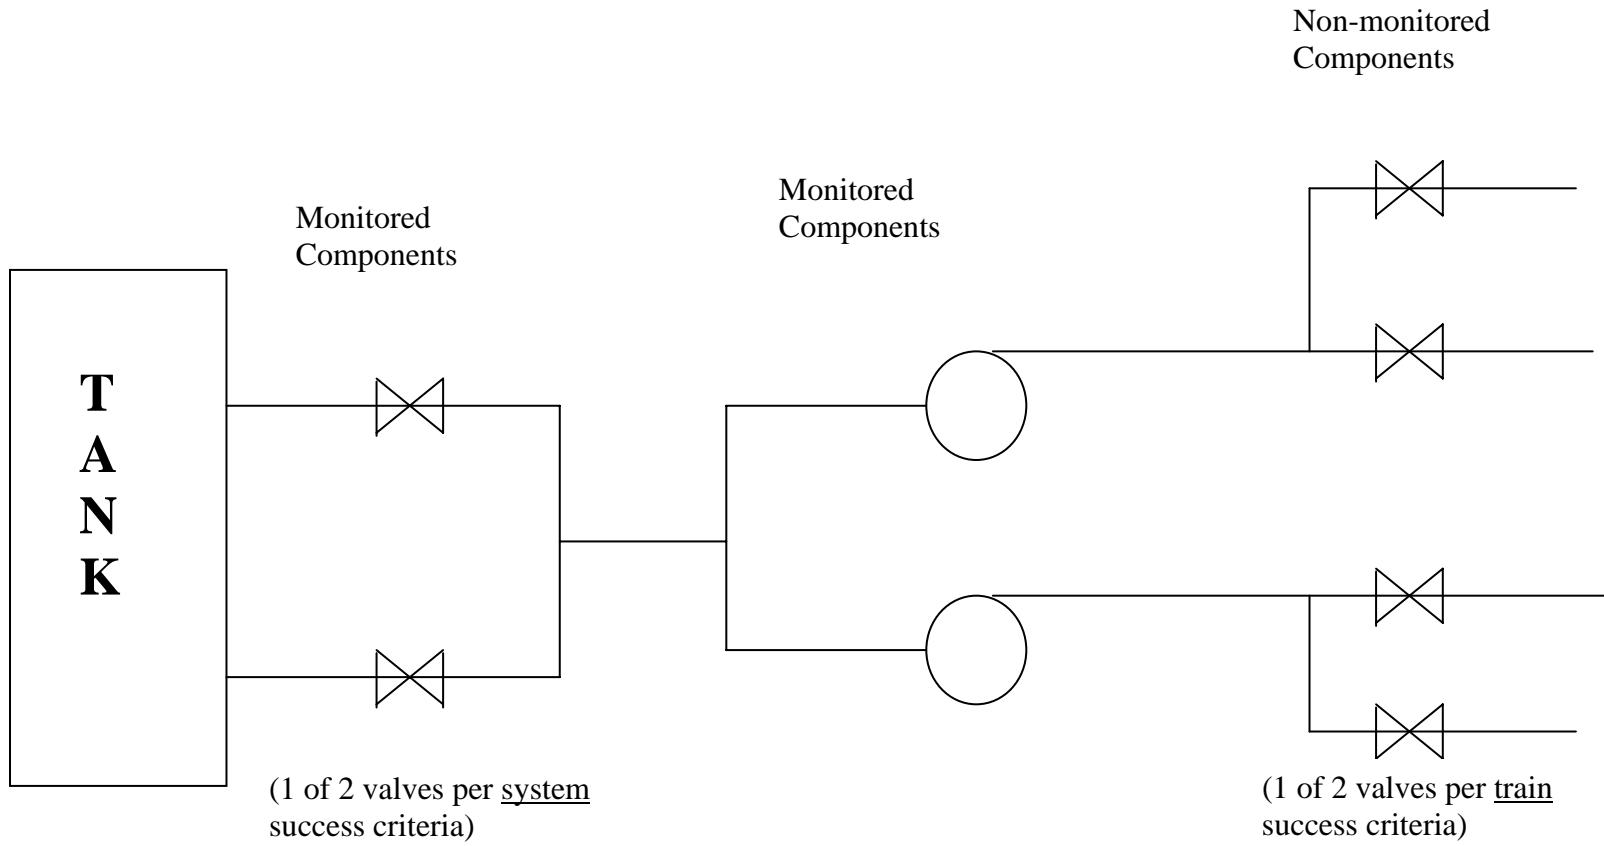 Non-monitored
Components
Monitored
Components
Monitored
Components
T
A
N
K
(1 of 2 valves per system
success criteria)
(1 of 2 valves per train
success criteria)